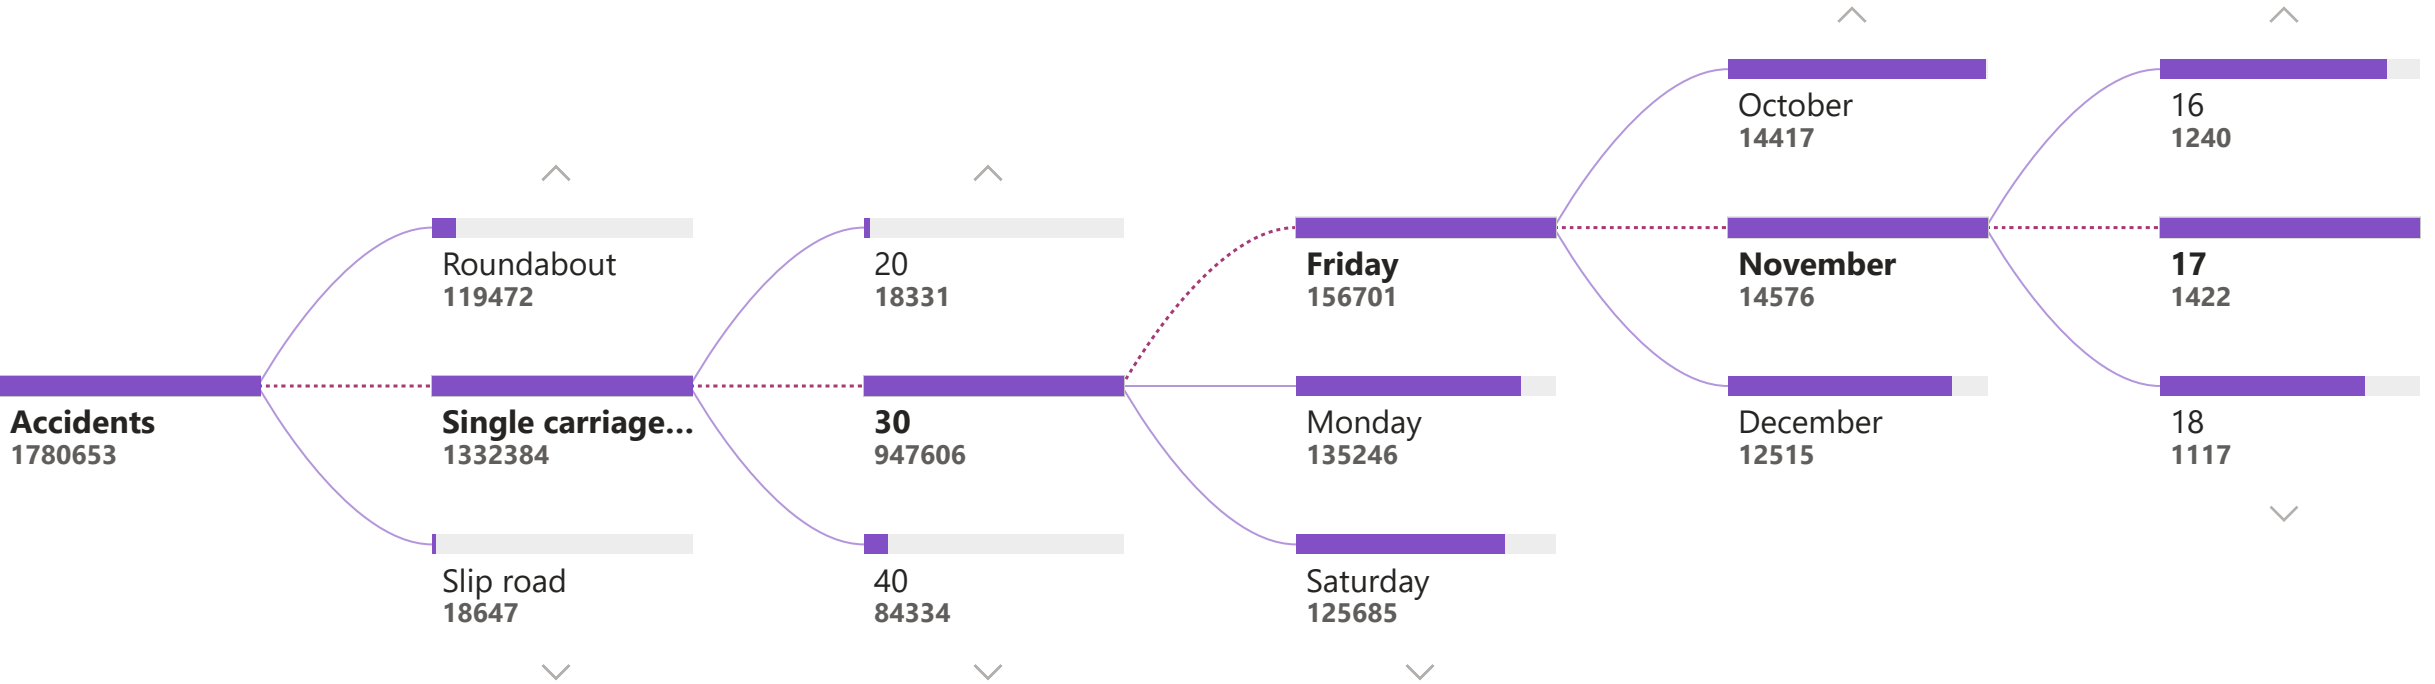 Accidents
1780653
Roundabout
119472
Single carriage...
1332384
Slip road
18647
20
18331
30
947606
40
84334
Friday
156701
Monday
135246
Saturday
125685
October
14417
November
14576
December
12515
16
1240
17
1422
18
1117